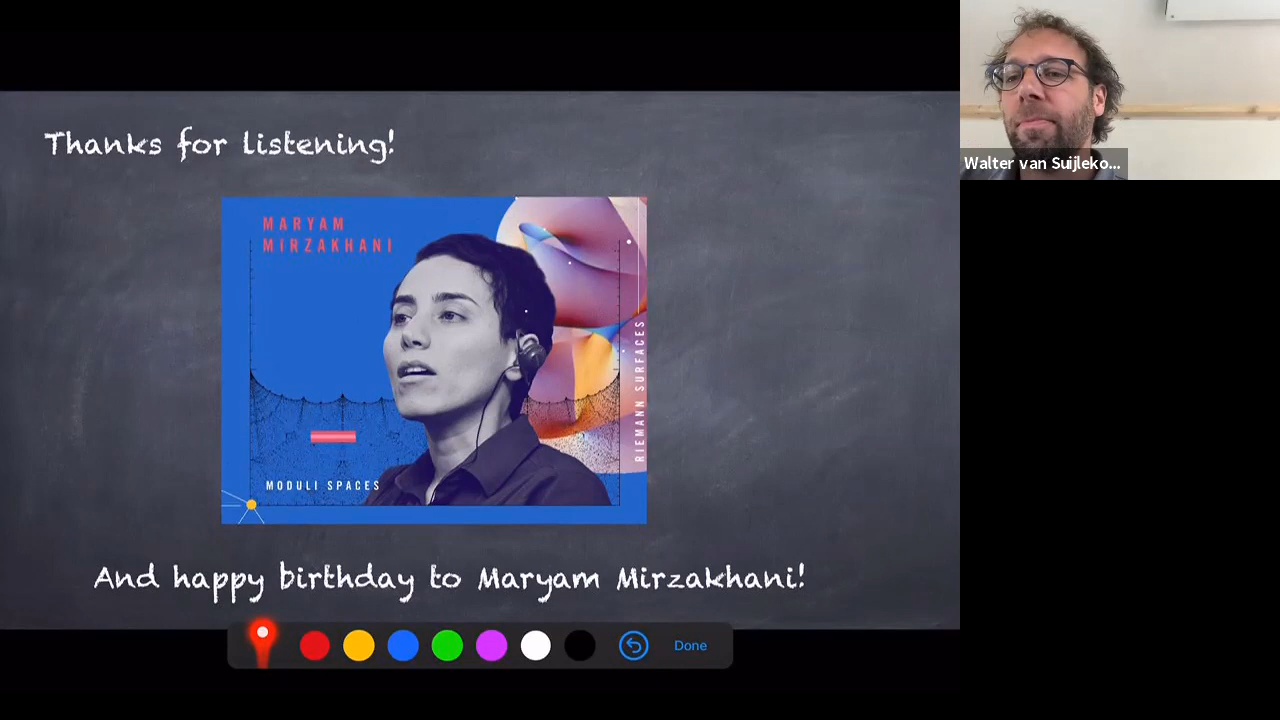 Thanks for listening!
MARYAM
MIRZAKHANI
RIEMANN SURFACES
MODULI SPACES
And happy birthday to Maryam Mirzakhani!
Done
Walter van Suijleko...